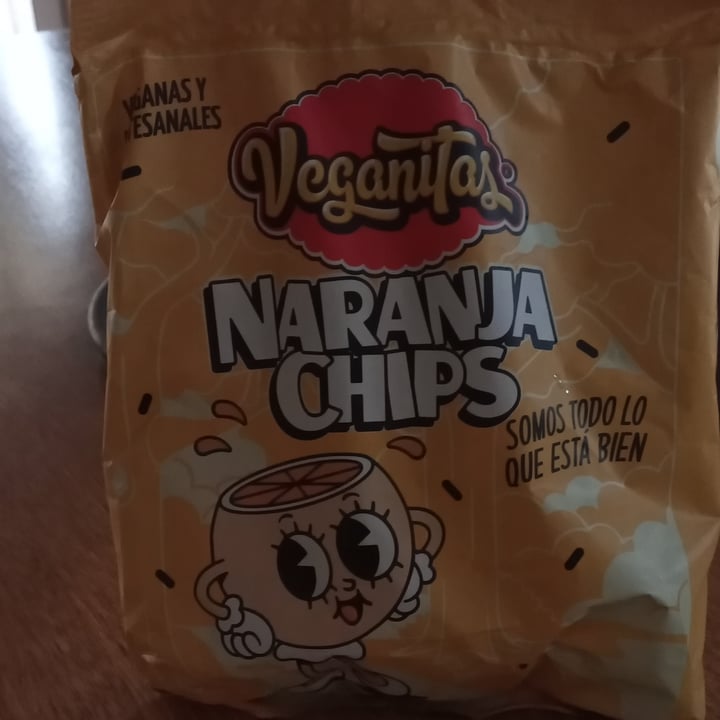 Y
Veganitas
NARANJA
CHIPS
SOMOS TODO LO
QUE ESTÁ BIEN